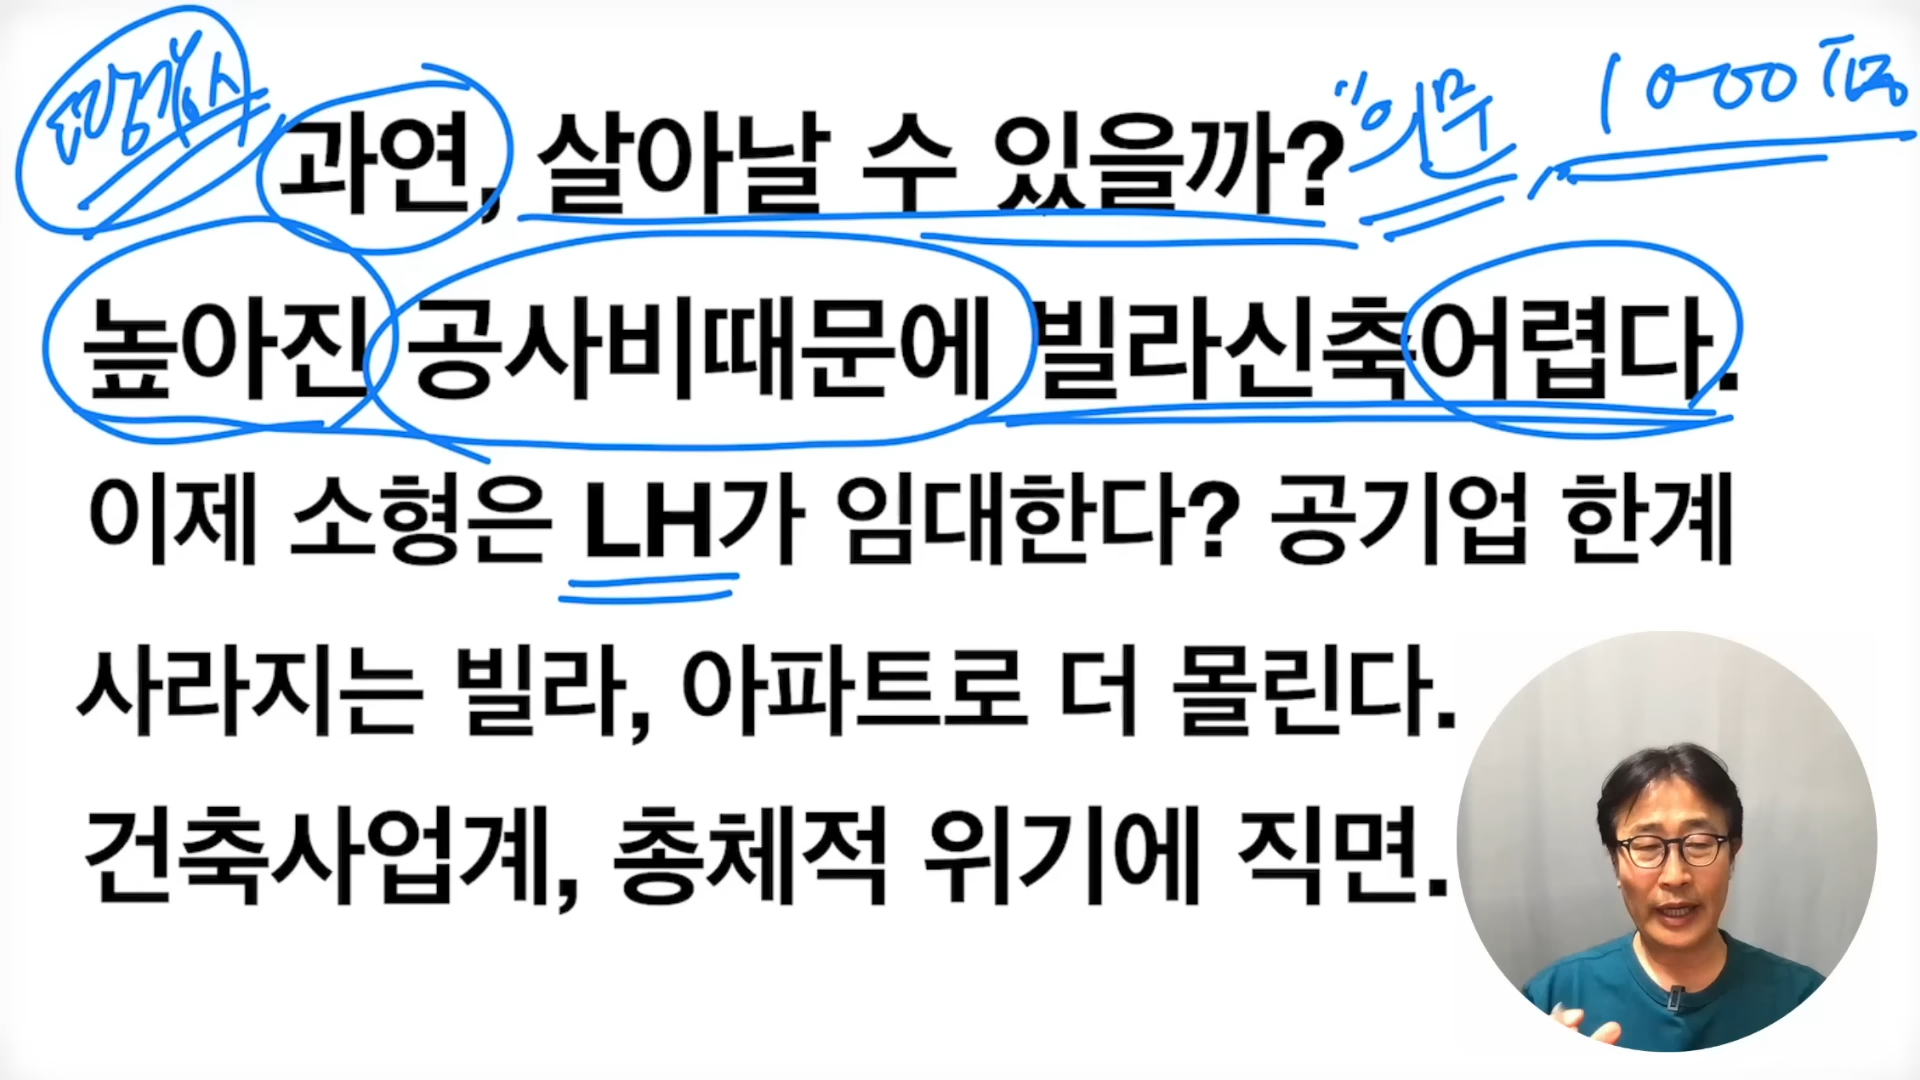 과연, 살아날 수 있을까? "의무 1000
높아진 공사비때문에 빌라신축어렵다.
이제 소형은 LH가 임대한다? 공기업 한계
사라지는 빌라, 아파트로 더 몰린다.
건축사업계, 총체적 위기에 직면.